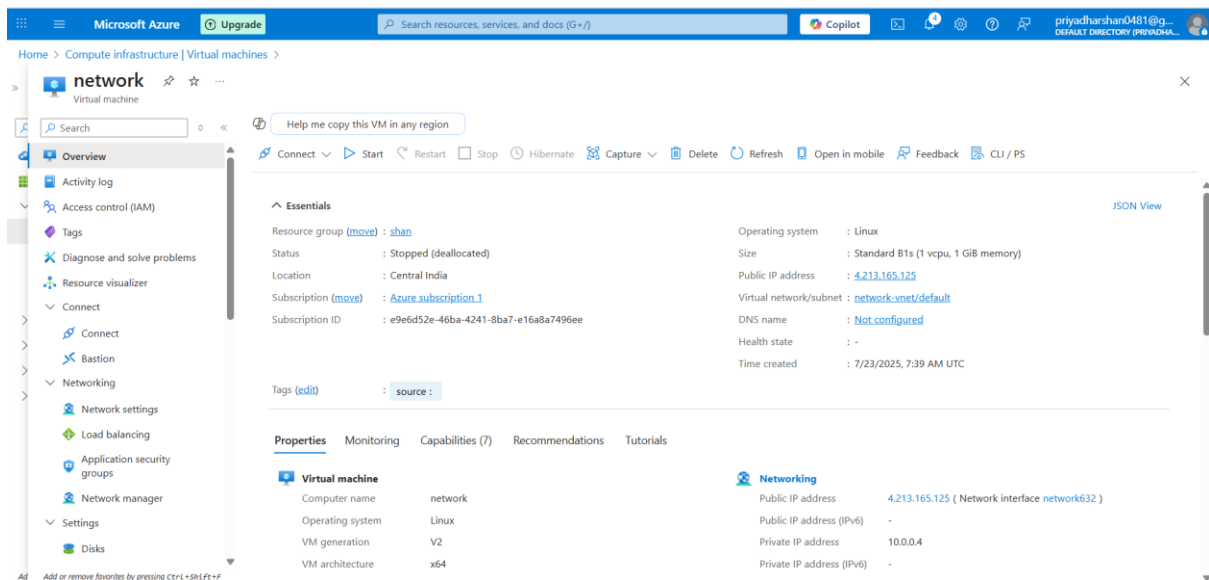 Microsoft Azure
Upgrade
Search resources, services, and docs (G+/)
Copilot
4
priyadharshan0481@g...
DEFAULT DIRECTORY (PRIYADHA...
Home > Compute infrastructure | Virtual machines >
network
Virtual machine
Search
Overview
Activity log
Access control (IAM)
Tags
Diagnose and solve problems
Resource visualizer
Connect
Connect
Bastion
Networking
Network settings
Load balancing
Application security
groups
Network manager
Settings
Disks
Ad
Add or remove favorites by pressing Ctrl+Shift+F
Help me copy this VM in any region
Connect Start Restart Stop Hibernate Capture Delete Refresh Open in mobile Feedback CLI / PS
Essentials
JSON View
Resource group (move) : shan
Status : Stopped (deallocated)
Location : Central India
Subscription (move) : Azure subscription 1
Subscription ID : e9e6d52e-46ba-4241-8ba7-e16a8a7496ee
Operating system : Linux
Size : Standard B1s (1 vcpu, 1 GiB memory)
Public IP address : 4.213.165.125
Virtual network/subnet : network-vnet/default
DNS name : Not configured
Health state : -
Time created : 7/23/2025, 7:39 AM UTC
Tags (edit) : source :
Properties Monitoring Capabilities (7) Recommendations Tutorials
Virtual machine
Computer name network
Operating system Linux
VM generation V2
VM architecture x64
Networking
Public IP address 4.213.165.125 ( Network interface network632 )
Public IP address (IPv6) -
Private IP address 10.0.0.4
Private IP address (IPv6) -